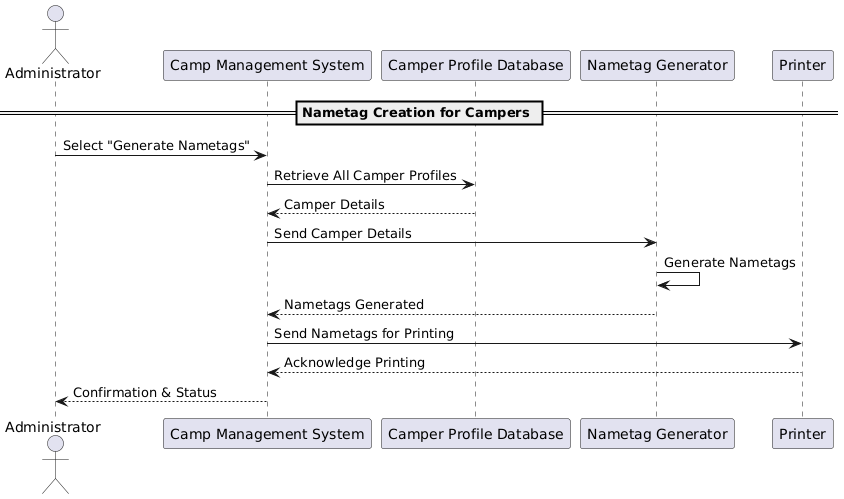 Administrator
Camp Management System
Camper Profile Database
Nametag Generator
Printer
Nametag Creation for Campers
Select "Generate Nametags"
Retrieve All Camper Profiles
Camper Details
Send Camper Details
Generate Nametags
Nametags Generated
Send Nametags for Printing
Acknowledge Printing
Confirmation & Status
Administrator
Camp Management System
Camper Profile Database
Nametag Generator
Printer